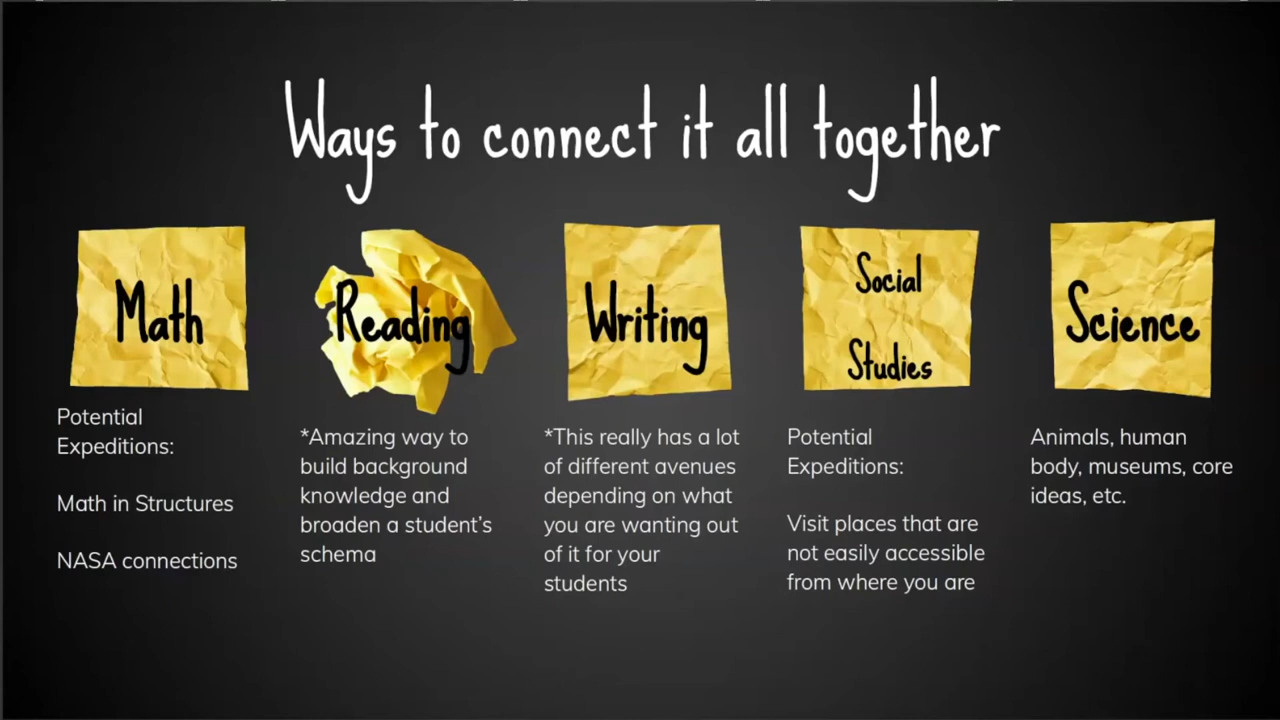 Ways to connect it all together
Math
Potential
Expeditions:
Math in Structures
NASA connections
Reading
*Amazing way to
build background
knowledge and
broaden a student's
schema
Writing
*This really has a lot
of different avenues
depending on what
you are wanting out
of it for your
students
Social
Studies
Potential
Expeditions:
Visit places that are
not easily accessible
from where you are
Science
Animals, human
body, museums, core
ideas, etc.